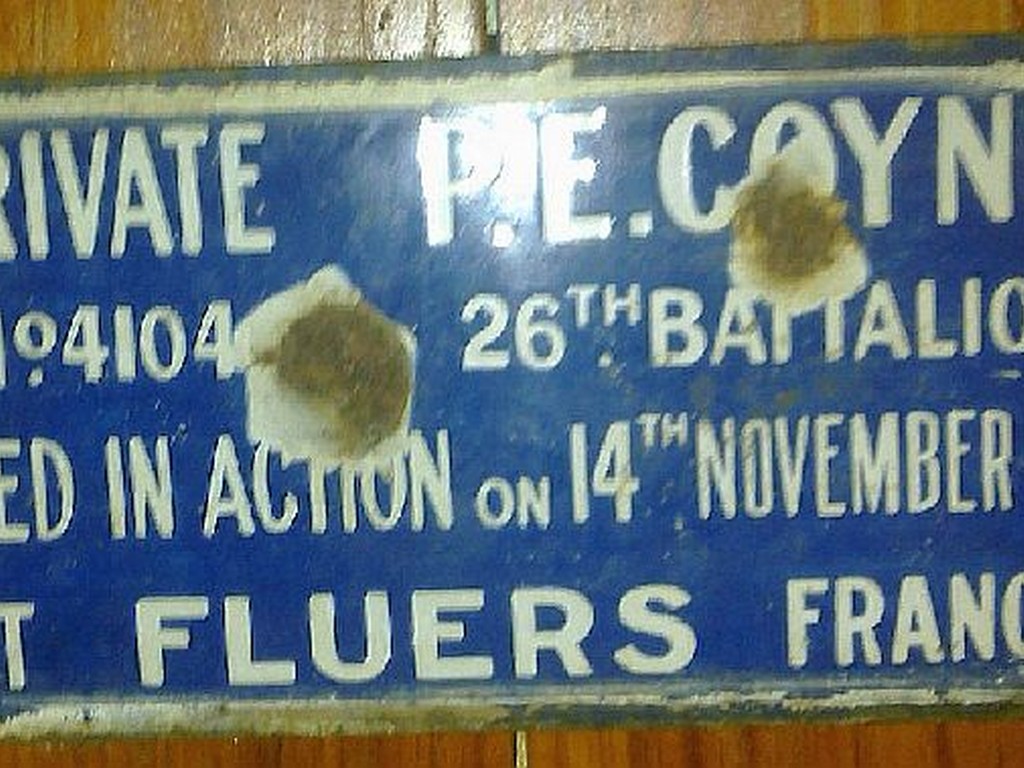 RIVATE P.E.COYN
No4104 26TH BATTALIO
ED IN ACTION ON 14TH NOVEMBER
T FLUERS FRANC